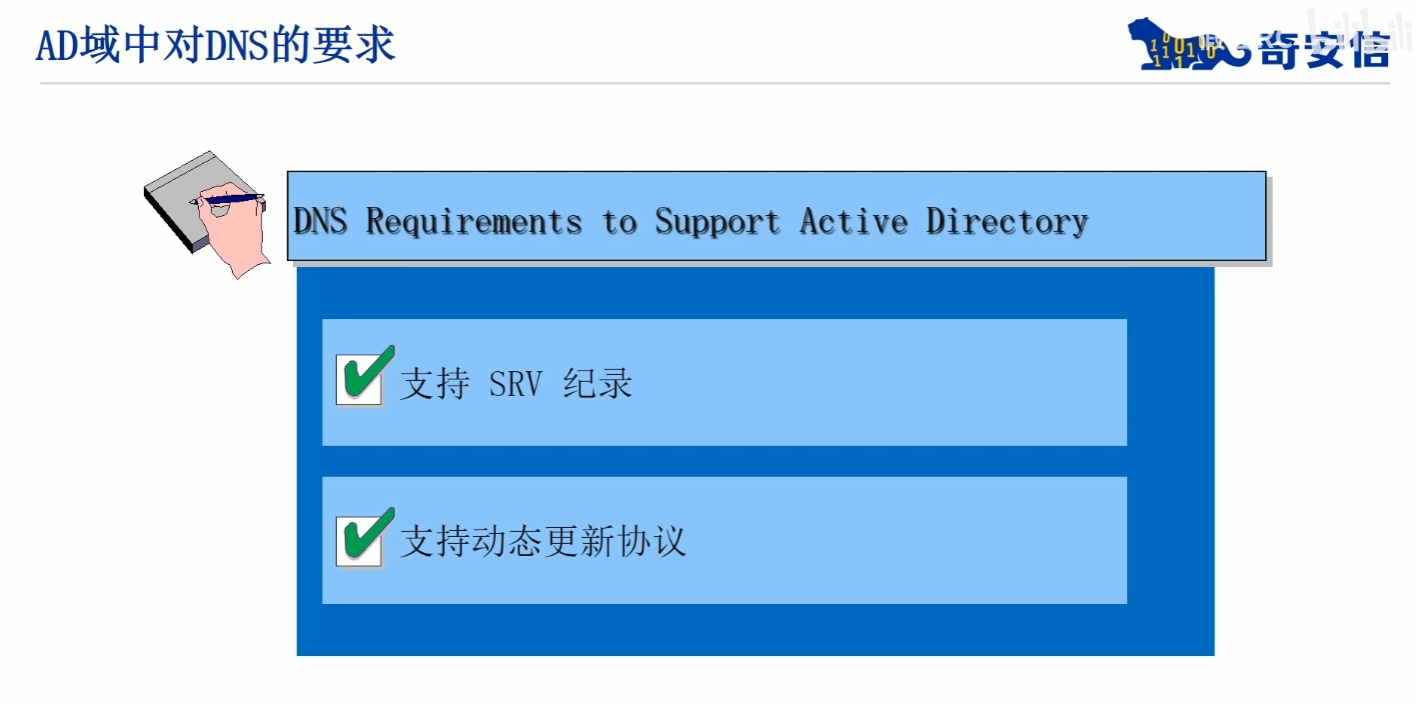 AD域中对DNS的要求
奇安信
DNS Requirements to Support Active Directory
支持 SRV 纪录
支持动态更新协议